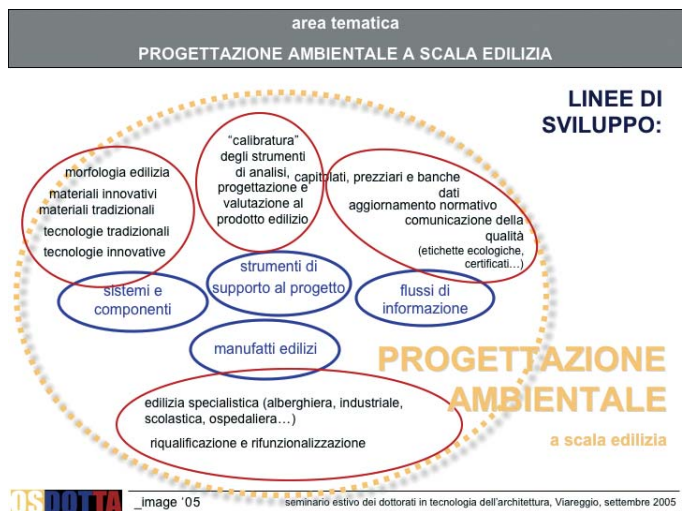 area tematica
PROGETTAZIONE AMBIENTALE A SCALA EDILIZIA
LINEE DI
SVILUPPO:
“calibratura”
degli strumenti
di analisi,
progettazione e
valutazione al
prodotto edilizio
morfologia edilizia
materiali innovativi
materiali tradizionali
tecnologie tradizionali
tecnologie innovative
capitolati, prezziari e banche
dati
aggiornamento normativo
comunicazione della
qualità
(etichette ecologiche,
certificati…)
sistemi e
componenti
strumenti di
supporto al progetto
flussi di
informazione
manufatti edilizi
PROGETTAZIONE
AMBIENTALE
a scala edilizia
edilizia specialistica (alberghiera, industriale,
scolastica, ospedaliera…)
riqualificazione e rifunzionalizzazione
OSDOTTA
_image '05
seminario estivo dei dottorati in tecnologia dell'architettura, Viareggio, settembre 2005